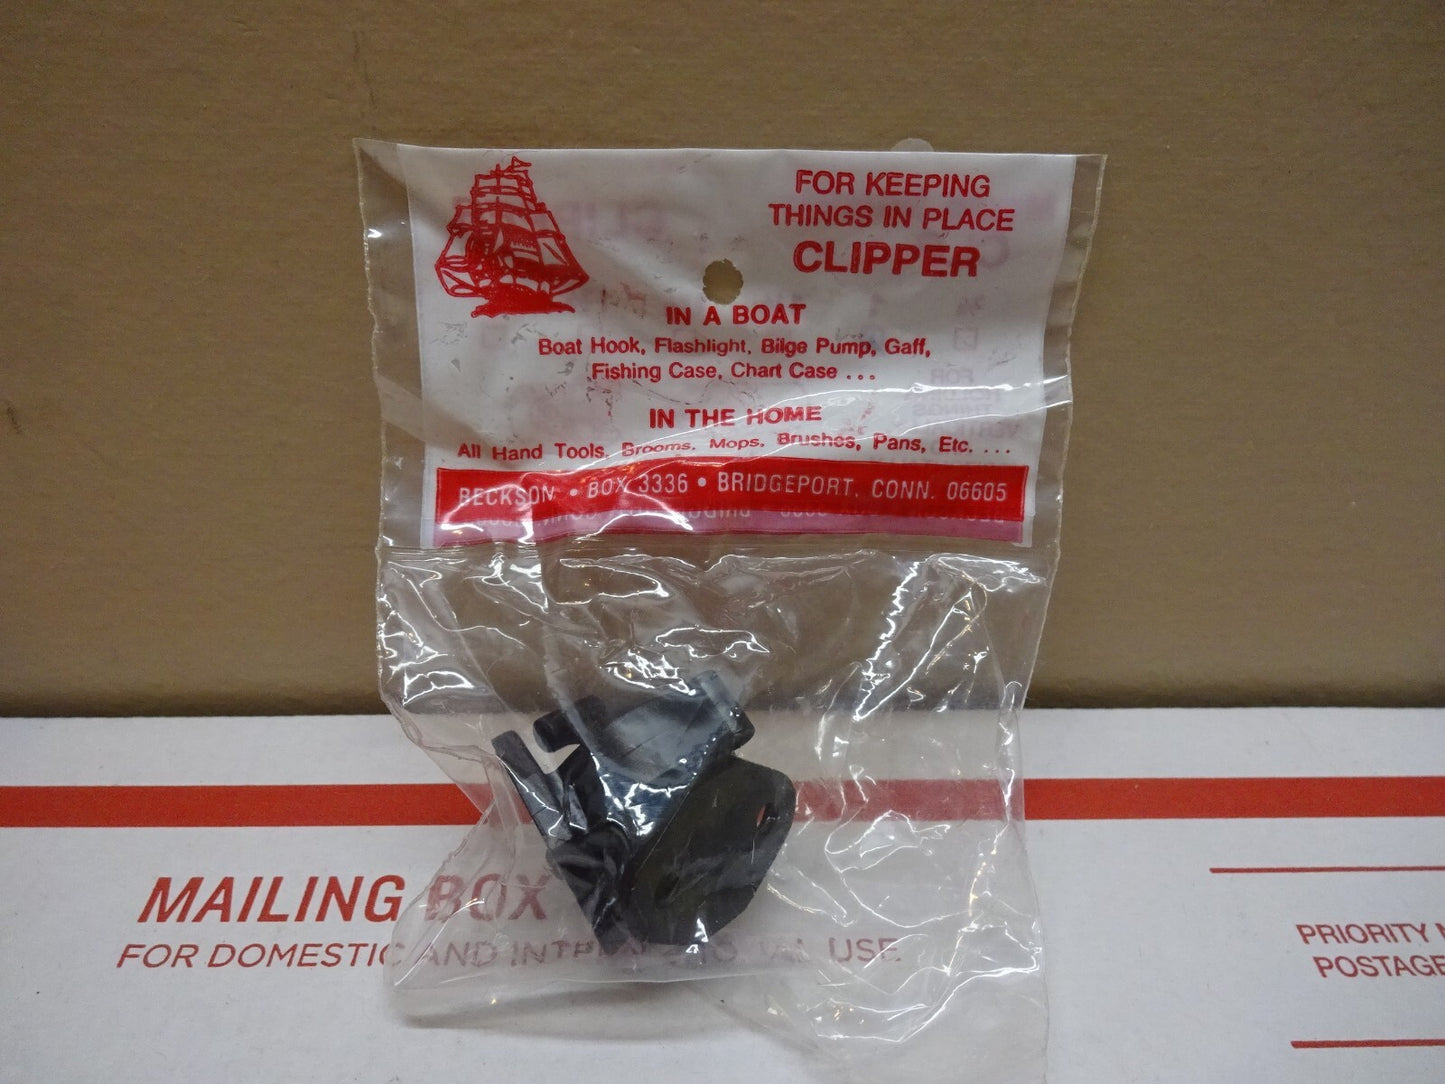 FOR KEEPING
THINGS IN PLACE
CLIPPER
IN A BOAT
Boat Hook, Flashlight, Bilge Pump, Gaff,
Fishing Case, Chart Case ...
IN THE HOME
All Hand Tools, Brooms, Mops, Brushes, Pans, Etc. ...
BECKSON • BOX 3336 • BRIDGEPORT, CONN. 06605
MAILING BOX
FOR DOMESTIC AND USE
PRIORITY
POSTAGE